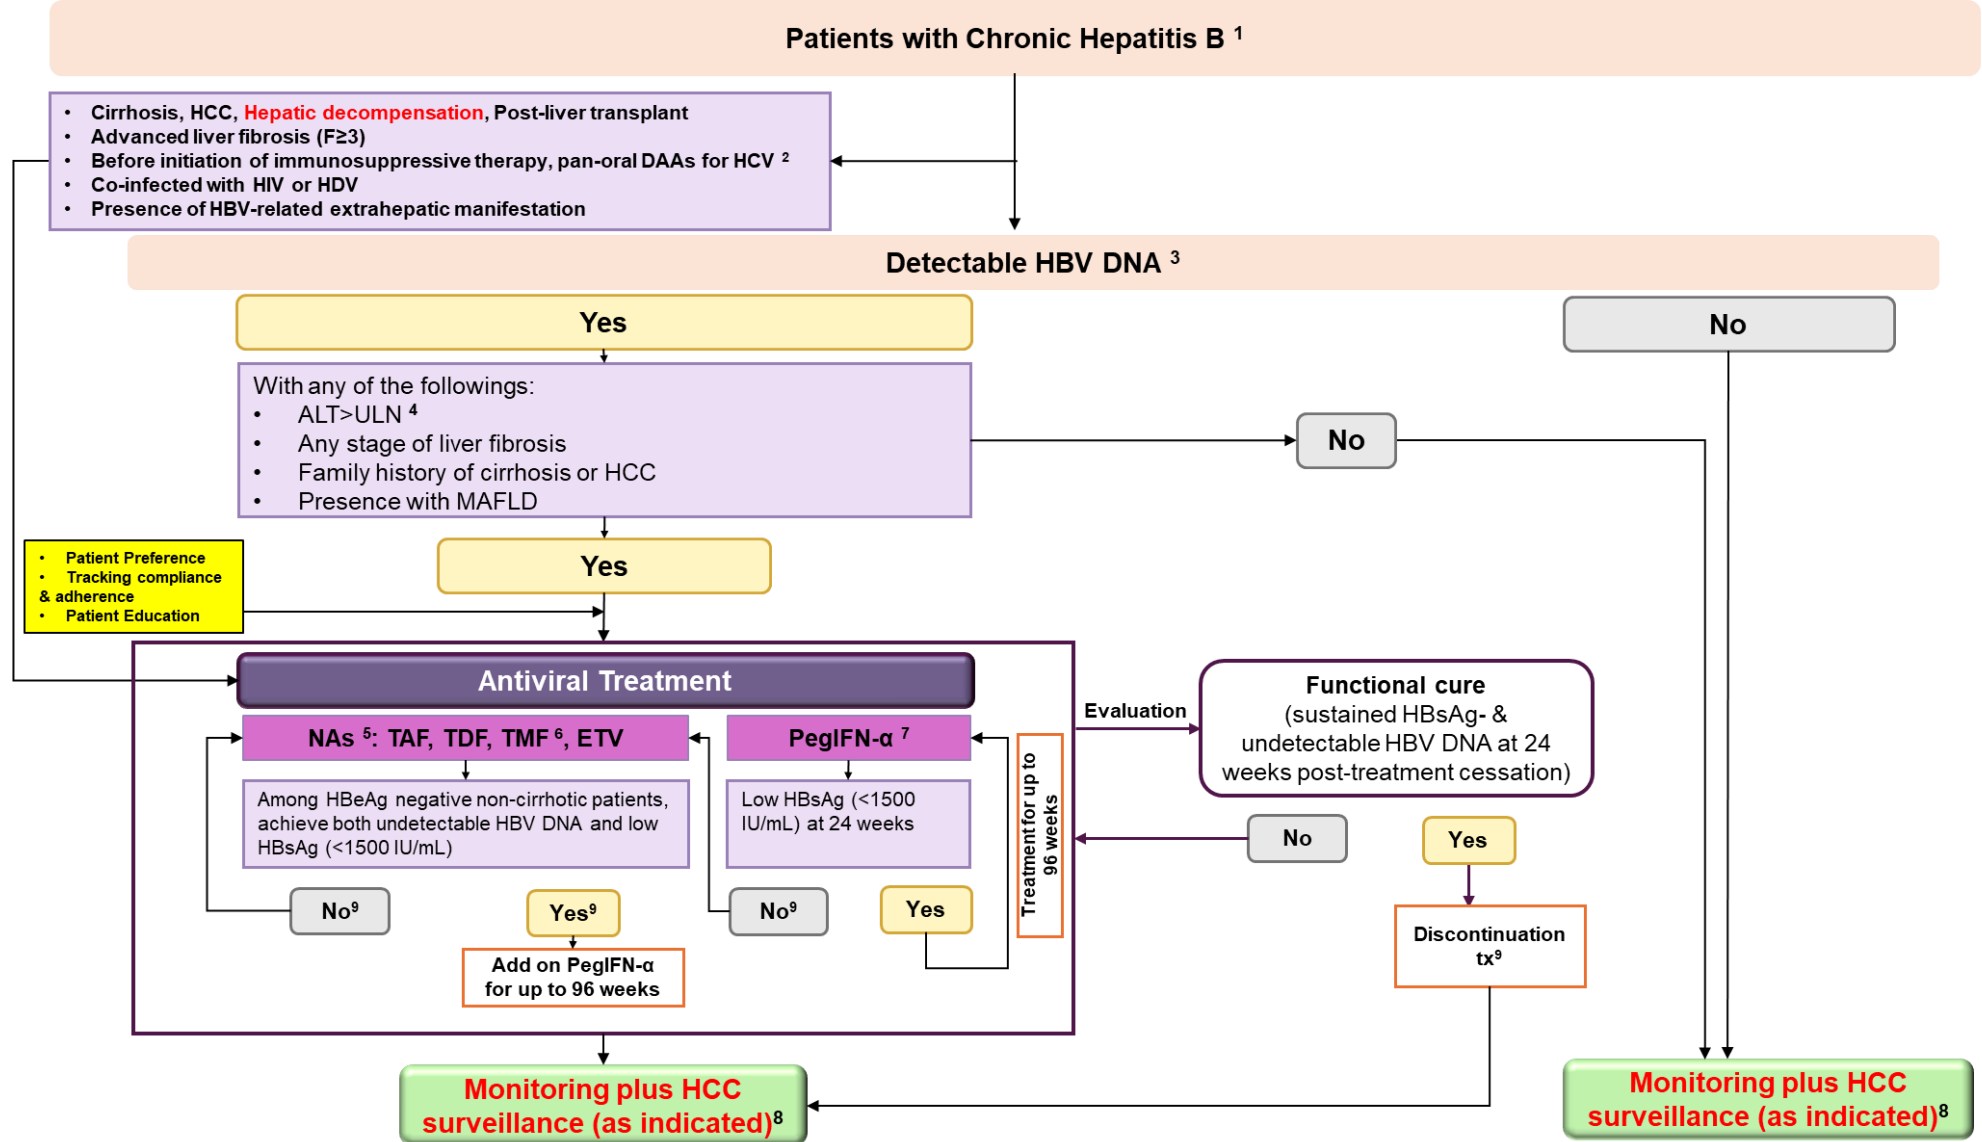 Patients with Chronic Hepatitis B 1
• Cirrhosis, HCC, Hepatic decompensation, Post-liver transplant
• Advanced liver fibrosis (F≥3)
• Before initiation of immunosuppressive therapy, pan-oral DAAs for HCV 2
• Co-infected with HIV or HDV
• Presence of HBV-related extrahepatic manifestation
Detectable HBV DNA 3
Yes
No
With any of the followings:
• ALT>ULN 4
• Any stage of liver fibrosis
• Family history of cirrhosis or HCC
• Presence with MAFLD
No
Yes
• Patient Preference
• Tracking compliance
& adherence
• Patient Education
Antiviral Treatment
NAs 5: TAF, TDF, TMF 6, ETV
PegIFN-α 7
Among HBeAg negative non-cirrhotic patients,
achieve both undetectable HBV DNA and low
HBsAg (<1500 IU/mL)
Low HBsAg (<1500
IU/mL) at 24 weeks
No9
Yes9
No9
Yes
Add on PegIFN-α
for up to 96 weeks
Treatment for up to
96 weeks
Evaluation
Functional cure
(sustained HBsAg- &
undetectable HBV DNA at 24
weeks post-treatment cessation)
No
Yes
Discontinuation
tx9
Monitoring plus HCC
surveillance (as indicated)8
Monitoring plus HCC
surveillance (as indicated)8